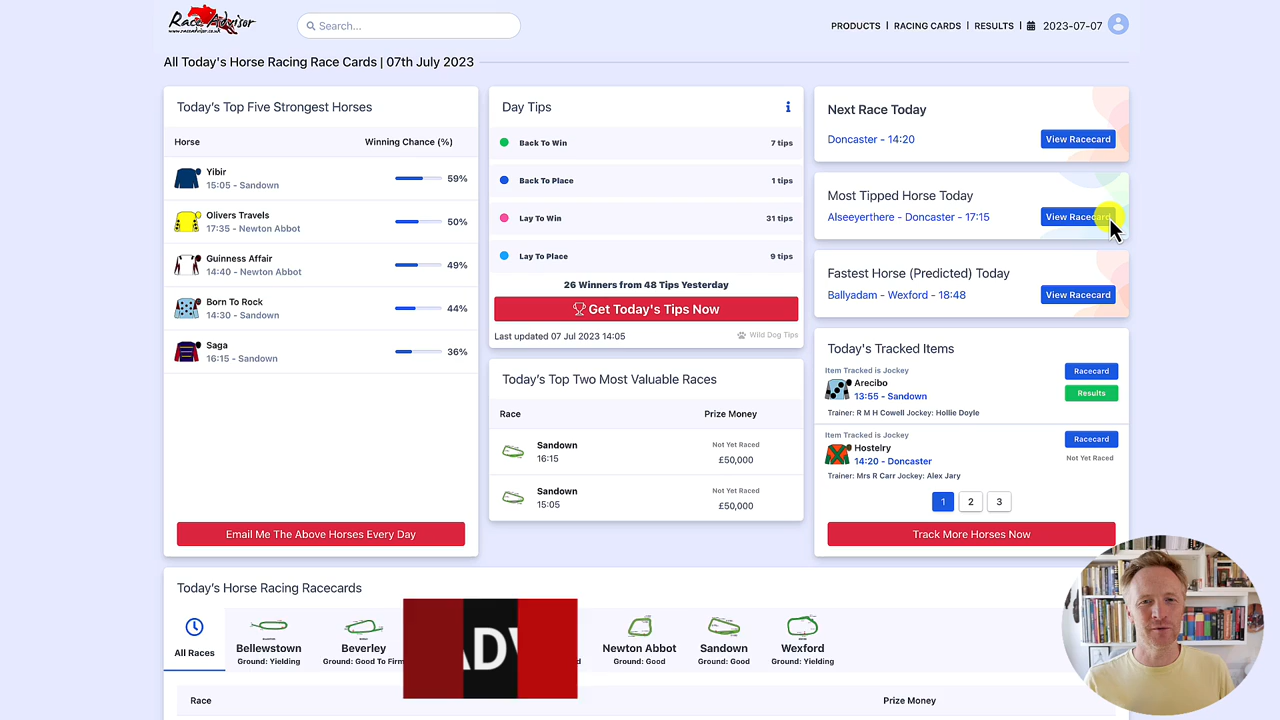 Race Advisor
www.raceadvisor.co.uk
Search...
PRODUCTS | RACING CARDS | RESULTS | 2023-07-07
All Today's Horse Racing Race Cards | 07th July 2023
Today's Top Five Strongest Horses
Horse Winning Chance (%)
Yibir
15:05 - Sandown
59%
Olivers Travels
17:35 - Newton Abbot
50%
Guinness Affair
14:40 - Newton Abbot
49%
Born To Rock
14:30 - Sandown
44%
Saga
16:15 - Sandown
36%
Email Me The Above Horses Every Day
Day Tips
Back To Win 7 tips
Back To Place 1 tips
Lay To Win 31 tips
Lay To Place 9 tips
26 Winners from 48 Tips Yesterday
Get Today's Tips Now
Last updated 07 Jul 2023 14:05 Wild Dog Tips
Today's Top Two Most Valuable Races
Race Prize Money
Sandown
16:15
Not Yet Raced
£50,000
Sandown
15:05
Not Yet Raced
£50,000
Next Race Today
Doncaster - 14:20 View Racecard
Most Tipped Horse Today
Alseeyerthere - Doncaster - 17:15 View Racecard
Fastest Horse (Predicted) Today
Ballyadam - Wexford - 18:48 View Racecard
Today's Tracked Items
Item Tracked is Jockey
Arecibo
13:55 - Sandown
Trainer: R M H Cowell Jockey: Hollie Doyle
Racecard
Results
Item Tracked is Jockey
Hostelry
14:20 - Doncaster
Trainer: Mrs R Carr Jockey: Alex Jary
Racecard
Not Yet Raced
1 2 3
Track More Horses Now
Today's Horse Racing Racecards
All Races
Bellewstown
Ground: Yielding
Beverley
Ground: Good To Firm
ADV
Newton Abbot
Ground: Good
Sandown
Ground: Good
Wexford
Ground: Yielding
Race Prize Money